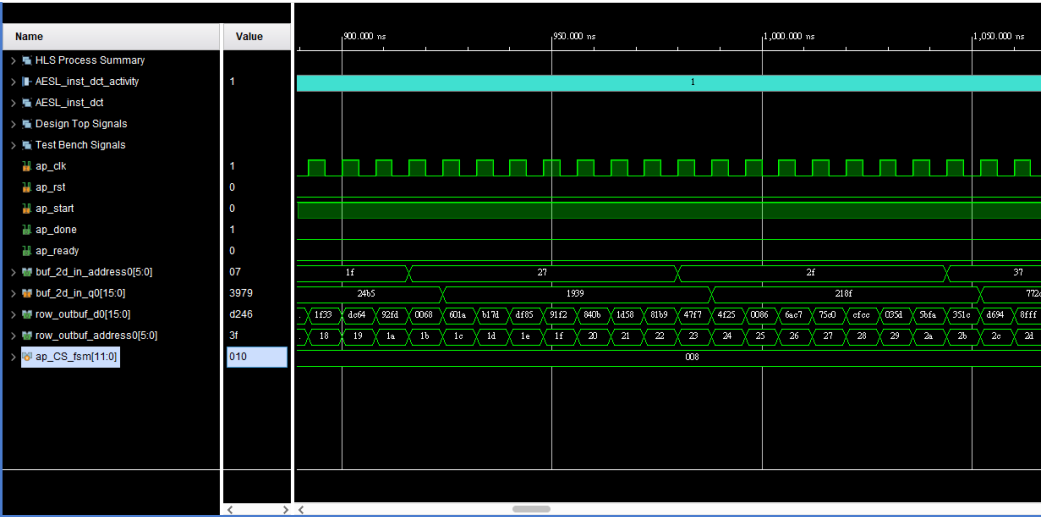 Name Value 900.000 ns 950.000 ns 1,000.000 ns 1,050.000 ns
HLS Process Summary
AESL_inst_dct_activity 1 1
AESL_inst_dct
Design Top Signals
Test Bench Signals
ap_clk 1
ap_rst 0
ap_start 0
ap_done 1
ap_ready 0
buf_2d_in_address0[5:0] 07 1f 27 2f 37
buf_2d_in_q0[15:0] 3979 24b5 1939 218f 772
row_outbuf_d0[15:0] d246 1f33 dc64 92fd 0068 601a b17d df85 91f2 840b 1d58 81b9 47f7 4f25 0086 6ac7 75c0 cfcc 035d 5bfa 351c d694 8fff
row_outbuf_address0[5:0] 3f 18 19 1a 1b 1c 1d 1e 1f 20 21 22 23 24 25 26 27 28 29 2a 2b 2c 2d
ap_CS_fsm[11:0] 010 008